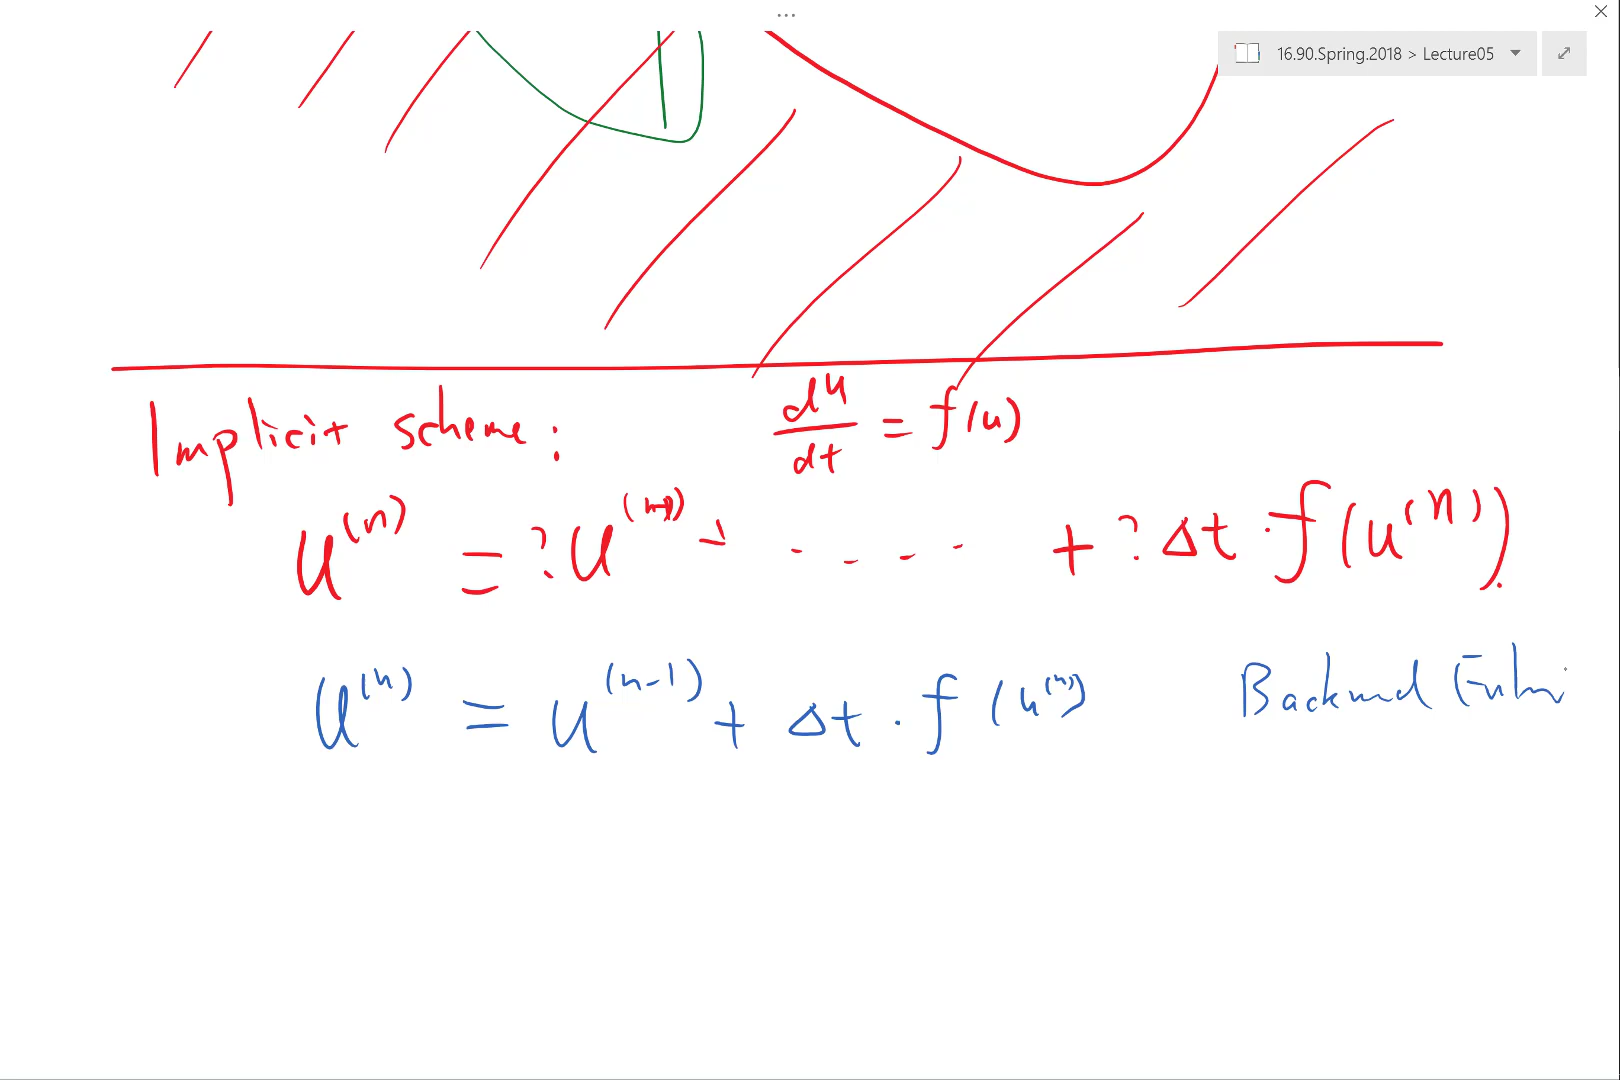 16.90.Spring.2018 > Lecture05
Implicit scheme: du/dt = f(u)
u^(n) = ? u^(n-1) + ..... + ? Δt · f(u^(n)).
u^(n) = u^(n-1) + Δt · f(u^(n)) Backward Euler